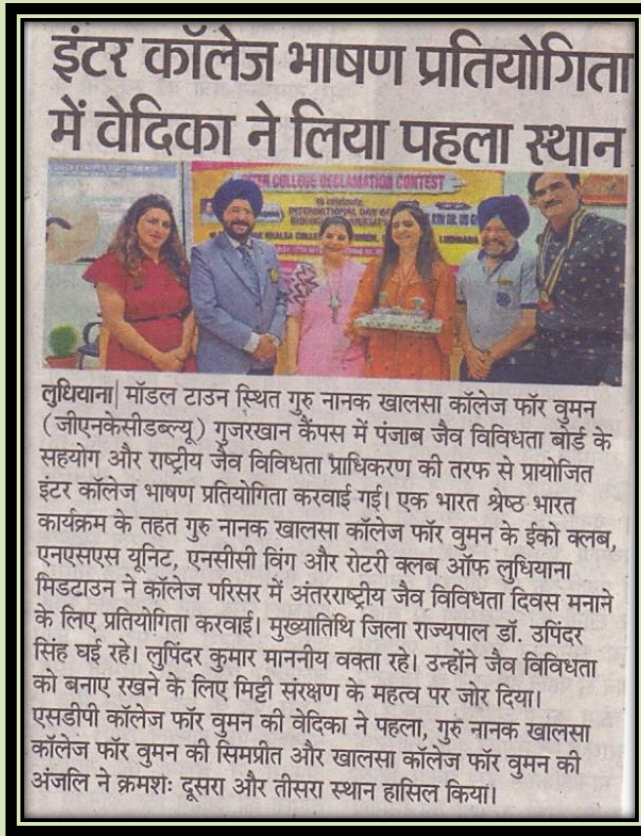 इंटर कॉलेज भाषण प्रतियोगिता
में वेदिका ने लिया पहला स्थान
INTER COLLEGE DECLAMATION CONTEST
INTERNATIONAL DAY
KHALSA COLLEGE
LUDHIANA
लुधियाना| मॉडल टाउन स्थित गुरु नानक खालसा कॉलेज फॉर वुमन
(जीएनकेसीडब्ल्यू) गुजरखान कैंपस में पंजाब जैव विविधता बोर्ड के
सहयोग और राष्ट्रीय जैव विविधता प्राधिकरण की तरफ से प्रायोजित
इंटर कॉलेज भाषण प्रतियोगिता करवाई गई। एक भारत श्रेष्ठ भारत
कार्यक्रम के तहत गुरु नानक खालसा कॉलेज फॉर वुमन के ईको क्लब,
एनएसएस यूनिट, एनसीसी विंग और रोटरी क्लब ऑफ लुधियाना
मिडटाउन ने कॉलेज परिसर में अंतरराष्ट्रीय जैव विविधता दिवस मनाने
के लिए प्रतियोगिता करवाई। मुख्यातिथि जिला राज्यपाल डॉ. उपिंदर
सिंह घई रहे। लुपिंदर कुमार माननीय वक्ता रहे। उन्होंने जैव विविधता
को बनाए रखने के लिए मिट्टी संरक्षण के महत्व पर जोर दिया।
एसडीपी कॉलेज फॉर वुमन की वेदिका ने पहला, गुरु नानक खालसा
कॉलेज फॉर वुमन की सिमप्रीत और खालसा कॉलेज फॉर वुमन की
अंजलि ने क्रमशः दूसरा और तीसरा स्थान हासिल किया।